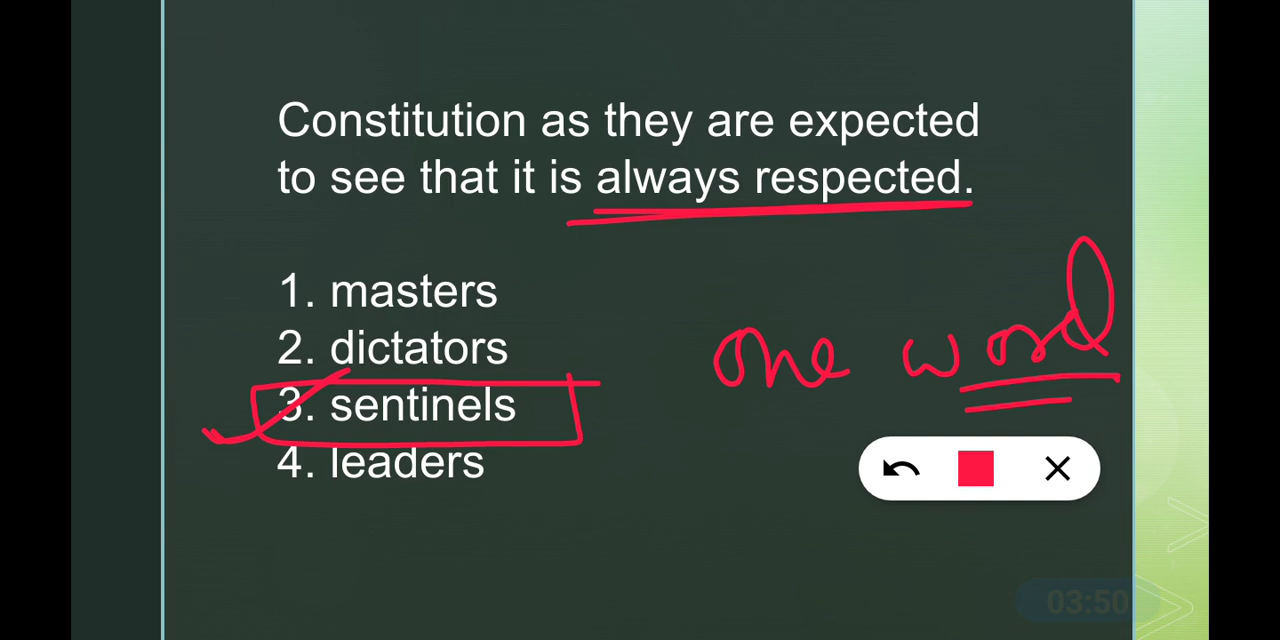 Constitution as they are expected
to see that it is always respected.
1. masters
2. dictators
3. sentinels
4. leaders
one word
03:50